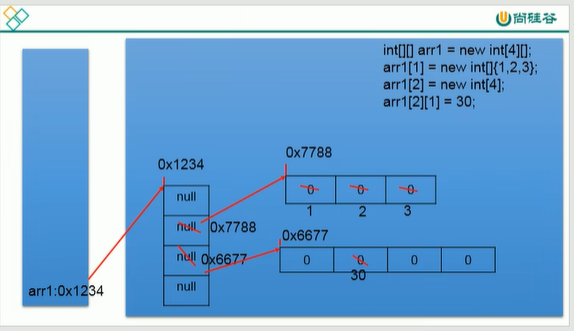 尚硅谷
int[][] arr1 = new int[4][];
arr1[1] = new int[]{1,2,3};
arr1[2] = new int[4];
arr1[2][1] = 30;
0x7788
0x1234
0 0 0
null
1 2 3
null 0x7788
0x6677
null 0x6677
0 0 0 0
30
null
arr1:0x1234